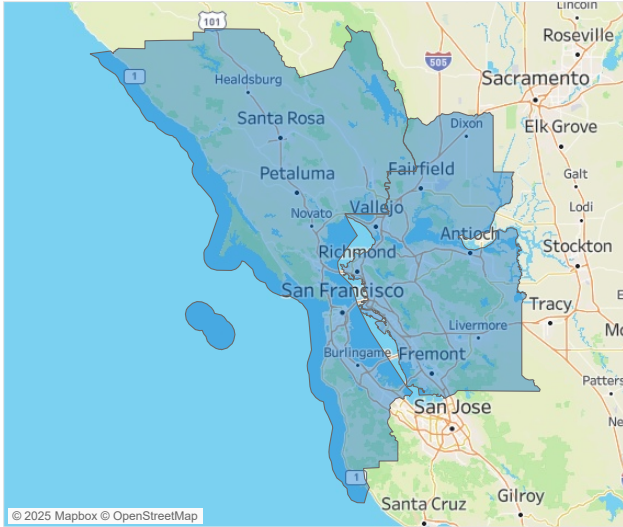 Lincoln
101
Roseville
505
1
Healdsburg
Sacramento
Santa Rosa
Dixon
Elk Grove
Petaluma
Fairfield
Galt
Novato
Vallejo
Lodi
Antioch
Stockton
Richmond
San Francisco
Tracy
Livermore
Burlingame
Fremont
Patters
San Jose
1
Gilroy
Santa Cruz
© 2025 Mapbox © OpenStreetMap